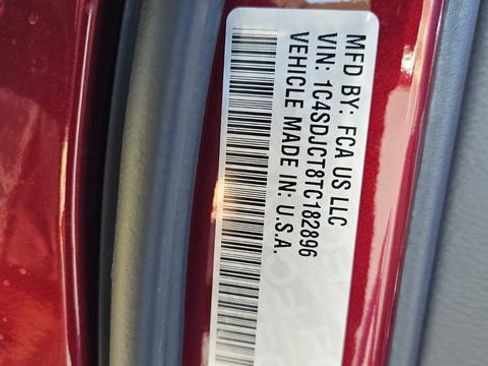 MFD BY: FCA US LLC
VIN: 1C4SDJCT8TC182896
VEHICLE MADE IN: U.S.A.